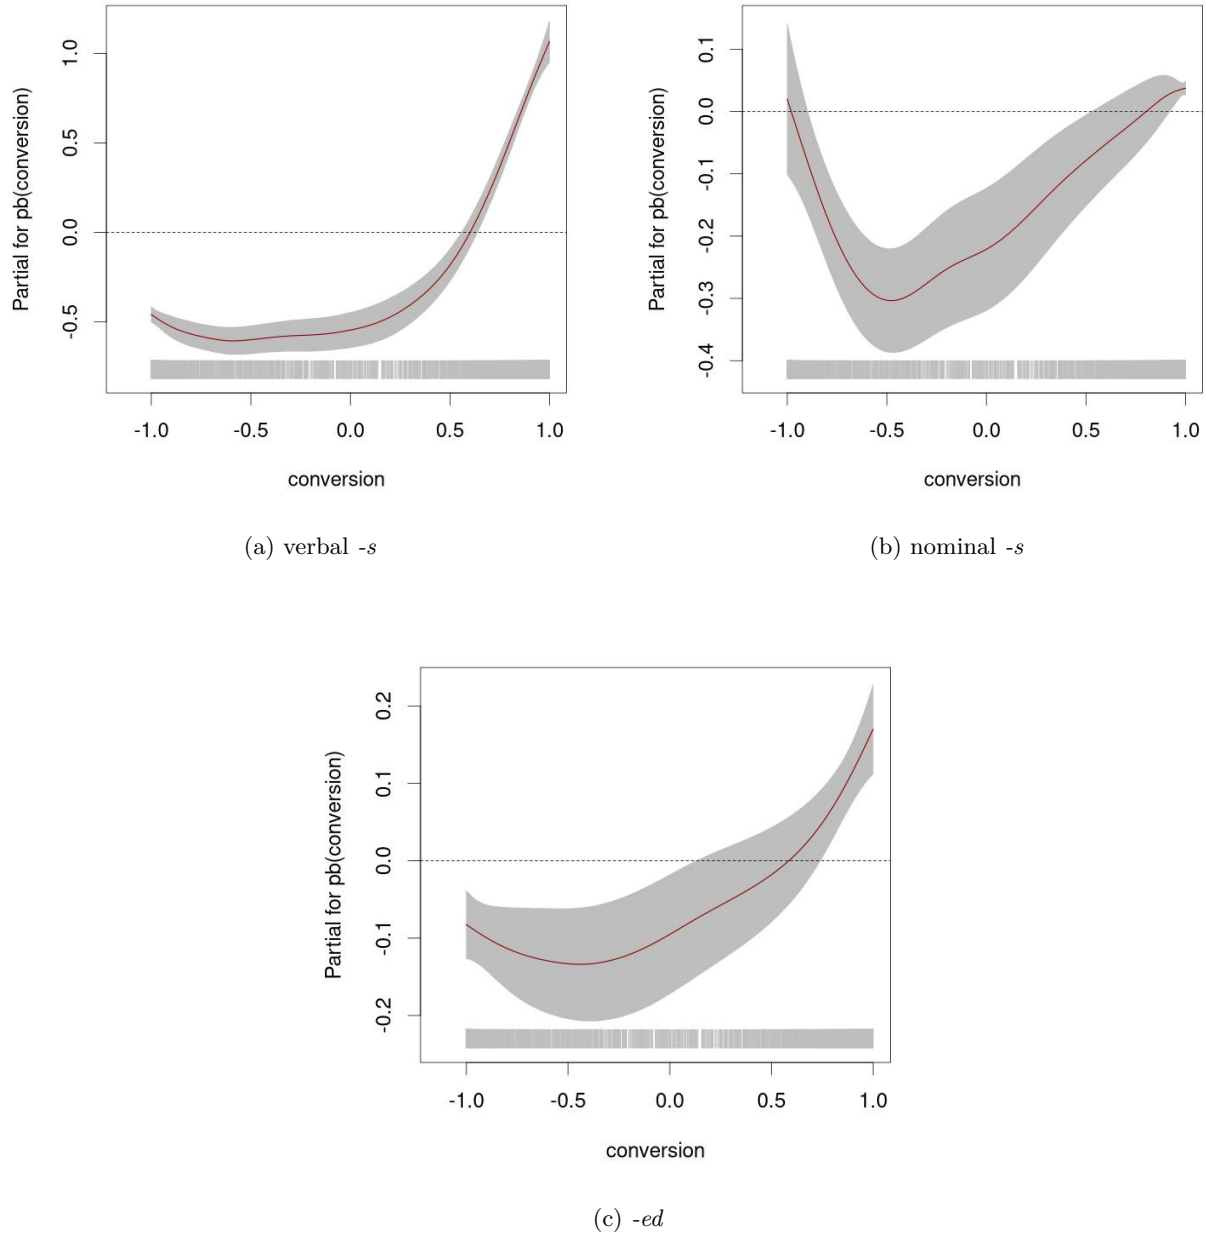 Partial for pb(conversion)
1.0
0.5
0.0
-0.5
-1.0 -0.5 0.0 0.5 1.0
conversion
(a) verbal -s
Partial for pb(conversion)
0.1
0.0
-0.1
-0.2
-0.3
-0.4
-1.0 -0.5 0.0 0.5 1.0
conversion
(b) nominal -s
Partial for pb(conversion)
0.2
0.1
0.0
-0.1
-0.2
-1.0 -0.5 0.0 0.5 1.0
conversion
(c) -ed